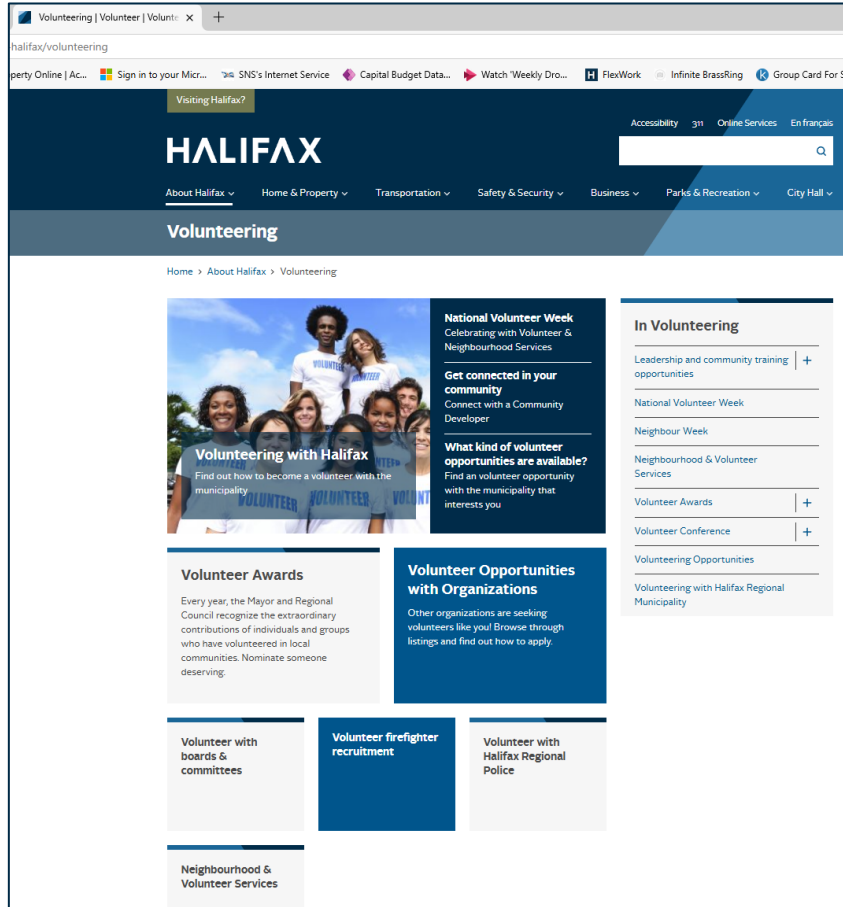 Volunteering | Volunteer | Volunte
halifax/volunteering
perty Online | Ac... Sign in to your Micr... SNS's Internet Service Capital Budget Data... Watch 'Weekly Dro... FlexWork Infinite BrassRing Group Card For S
Visiting Halifax?
Accessibility 311 Online Services En français
HALIFAX
About Halifax Home & Property Transportation Safety & Security Business Parks & Recreation City Hall
Volunteering
Home > About Halifax > Volunteering
VOLUNTEER
VOLUNTEER
VOLUNTEER
VOLUNT
Volunteering with Halifax
Find out how to become a volunteer with the
municipality
National Volunteer Week
Celebrating with Volunteer &
Neighbourhood Services
Get connected in your
community
Connect with a Community
Developer
What kind of volunteer
opportunities are available?
Find an volunteer opportunity
with the municipality that
interests you
In Volunteering
Leadership and community training
opportunities
National Volunteer Week
Neighbour Week
Neighbourhood & Volunteer
Services
Volunteer Awards
Volunteer Conference
Volunteering Opportunities
Volunteering with Halifax Regional
Municipality
Volunteer Awards
Every year, the Mayor and Regional
Council recognize the extraordinary
contributions of individuals and groups
who have volunteered in local
communities. Nominate someone
deserving.
Volunteer Opportunities
with Organizations
Other organizations are seeking
volunteers like you! Browse through
listings and find out how to apply.
Volunteer with
boards &
committees
Volunteer firefighter
recruitment
Volunteer with
Halifax Regional
Police
Neighbourhood &
Volunteer Services